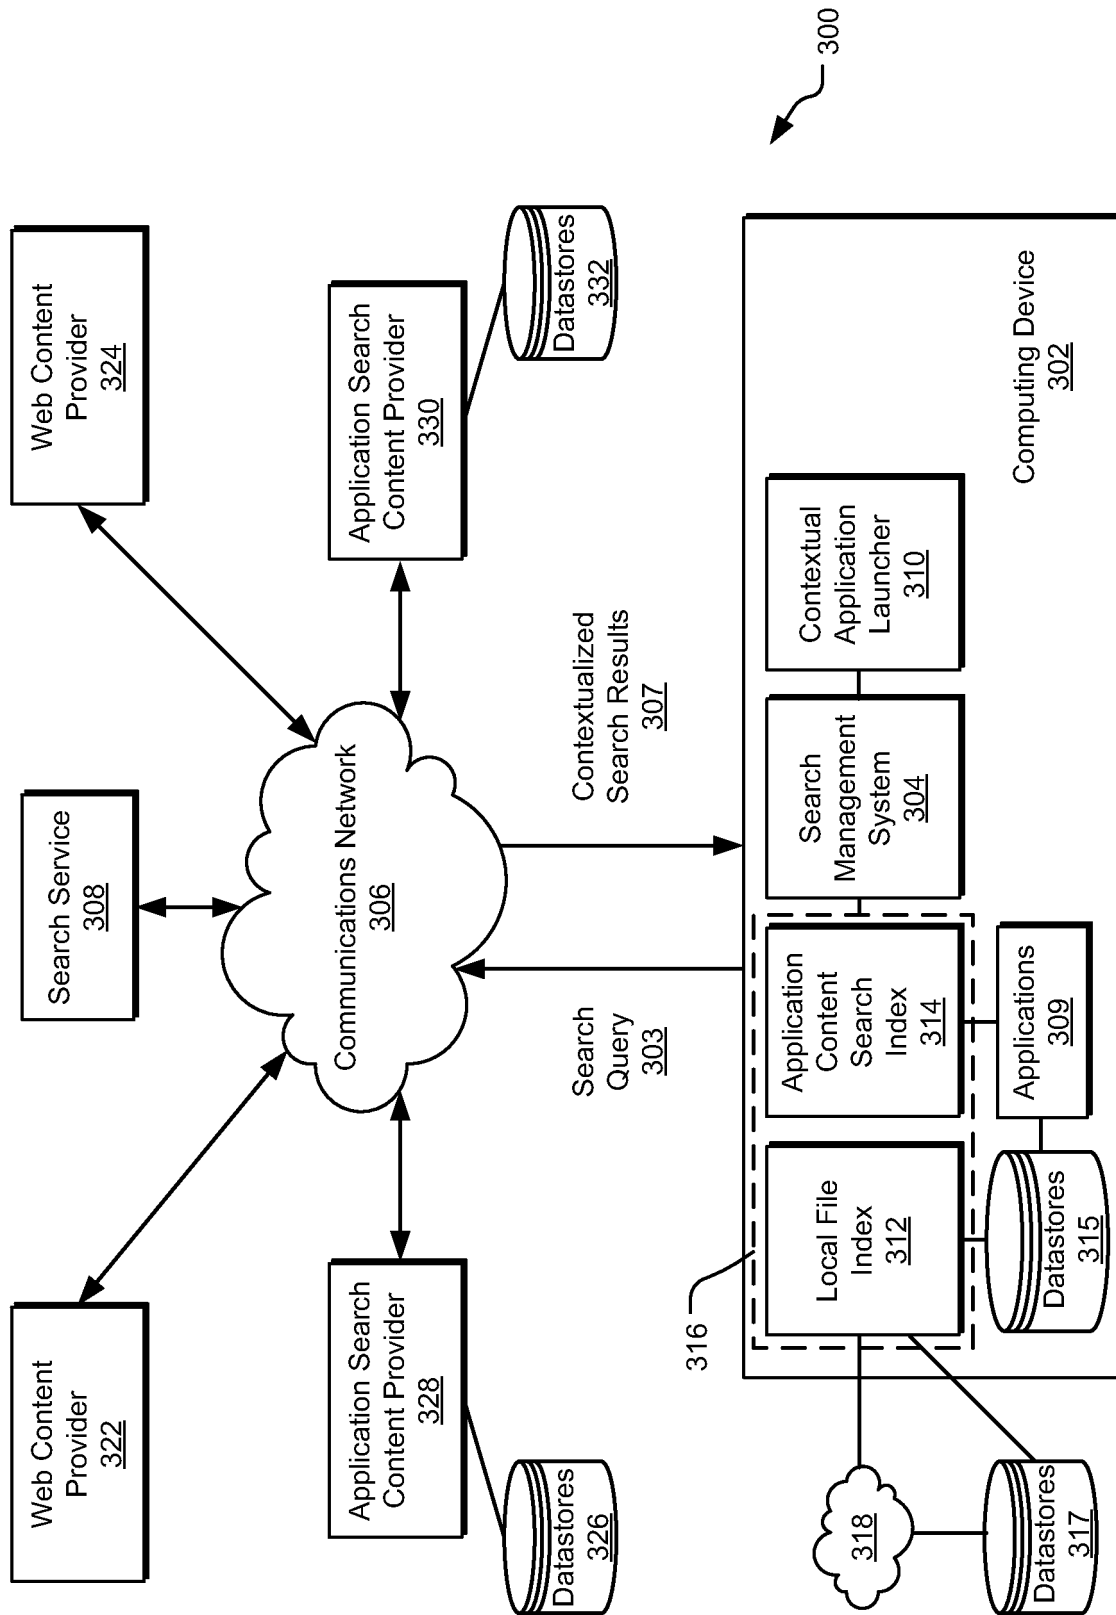 Web Content
Provider
322
Search Service
308
Web Content
Provider
324
Application Search
Content Provider
328
Datastores
326
Communications Network
306
Application Search
Content Provider
330
Datastores
332
Search
Query
303
Contextualized
Search Results
307
300
316
318
Datastores
317
Local File
Index
312
Application
Content
Search
Index
314
Search
Management
System
304
Contextual
Application
Launcher
310
Datastores
315
Applications
309
Computing Device
302